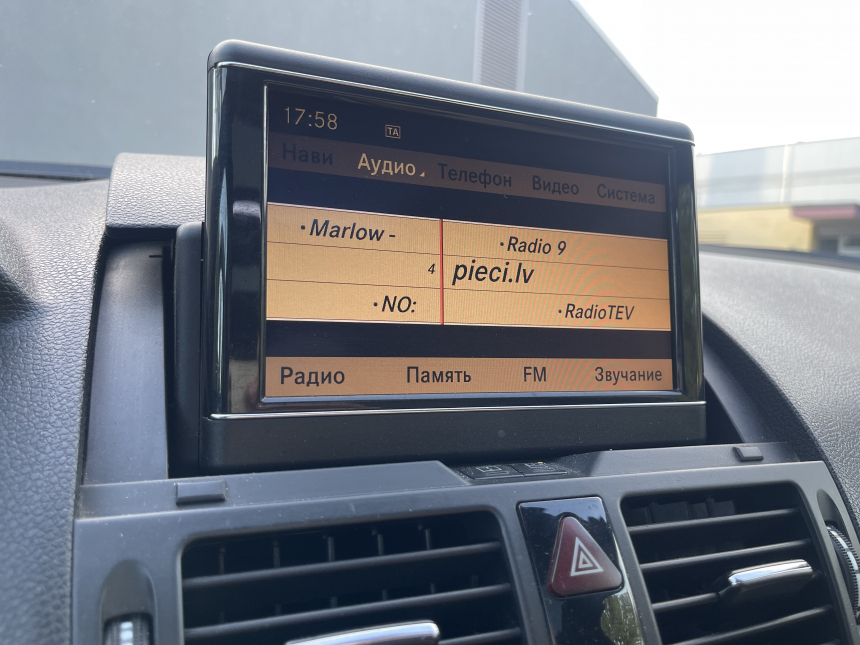 17:58
TA
Нави Аудио Телефон Видео Система
•Marlow -
•Radio 9
4 pieci.lv
•NO:
•RadioTEV
Радио Память FM Звучание